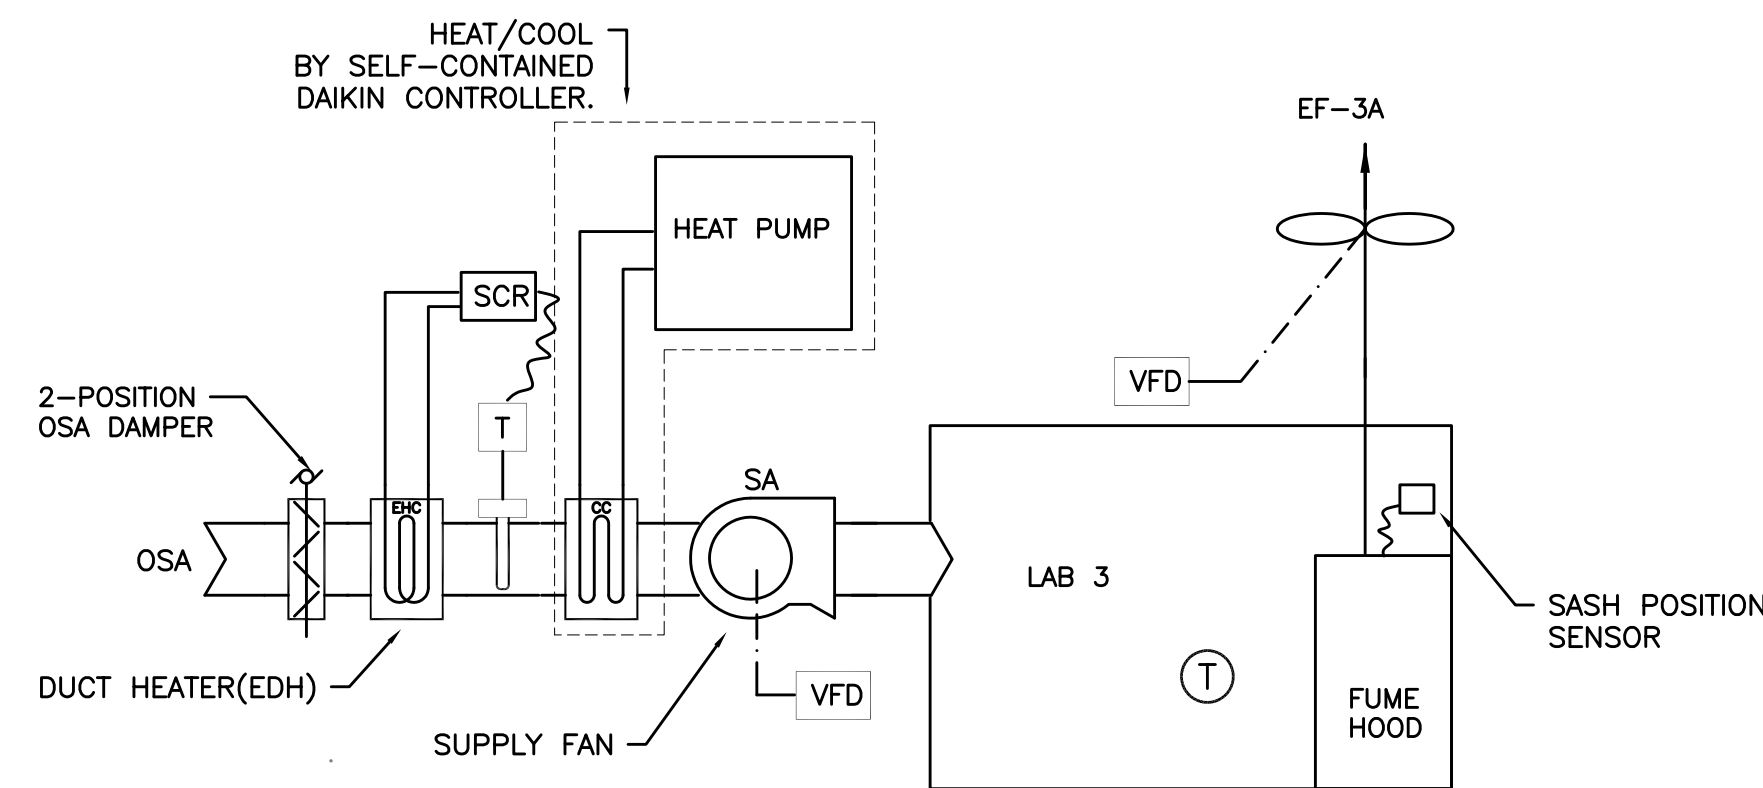 HEAT/COOL
BY SELF-CONTAINED
DAIKIN CONTROLLER.
EF-3A
HEAT PUMP
SCR
VFD
2-POSITION
OSA DAMPER
T
SA
EHC
CC
OSA
LAB 3
SASH POSITION
SENSOR
T
DUCT HEATER(EDH)
VFD
FUME
HOOD
SUPPLY FAN